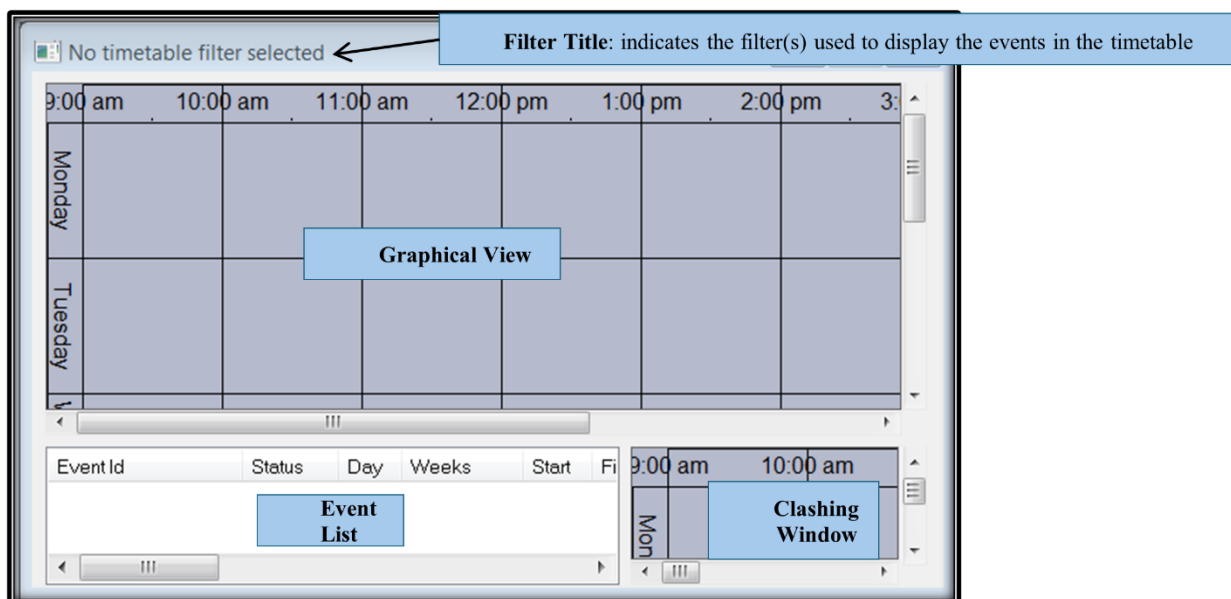 No timetable filter selected
Filter Title: indicates the filter(s) used to display the events in the timetable
9:00 am 10:00 am 11:00 am 12:00 pm 1:00 pm 2:00 pm 3:
Monday
Graphical View
Tuesday
Event Id Status Day Weeks Start Fi
Event
List
9:00 am 10:00 am
Mon
Clashing
Window